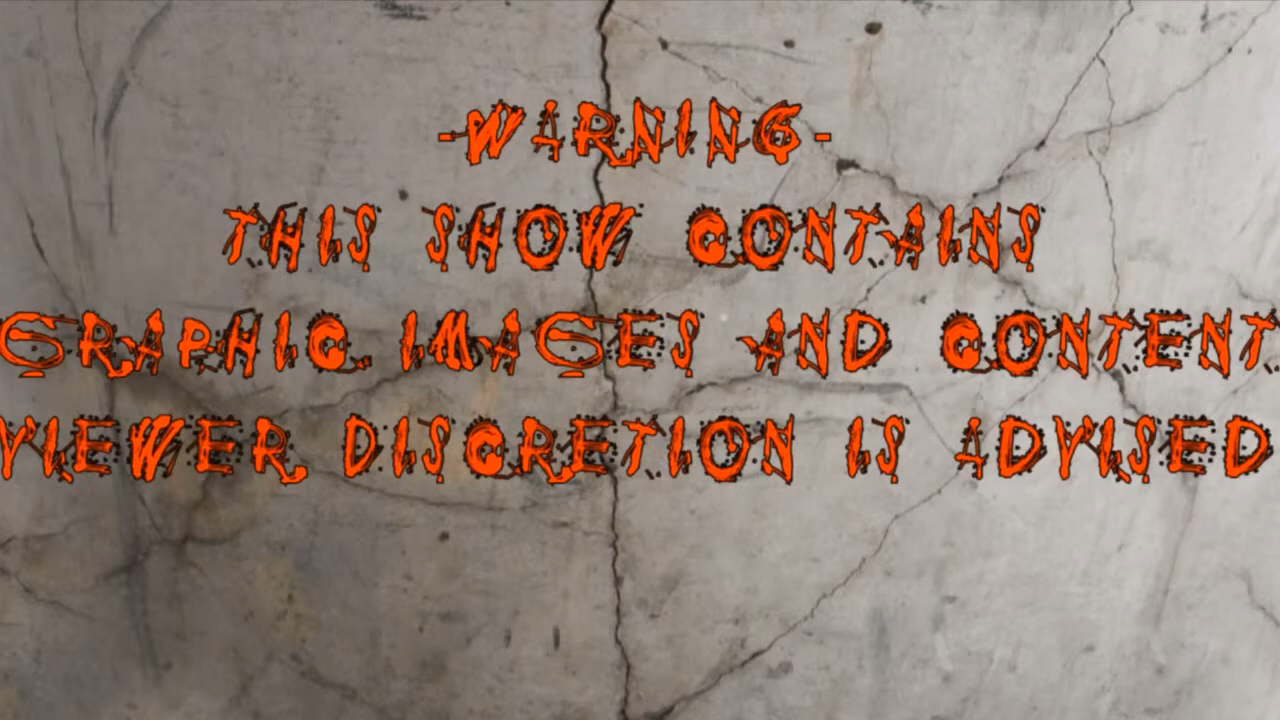 -WARNING-
THIS SHOW CONTAINS
GRAPHIC IMAGES AND CONTENT.
VIEWER DISCRETION IS ADVISED